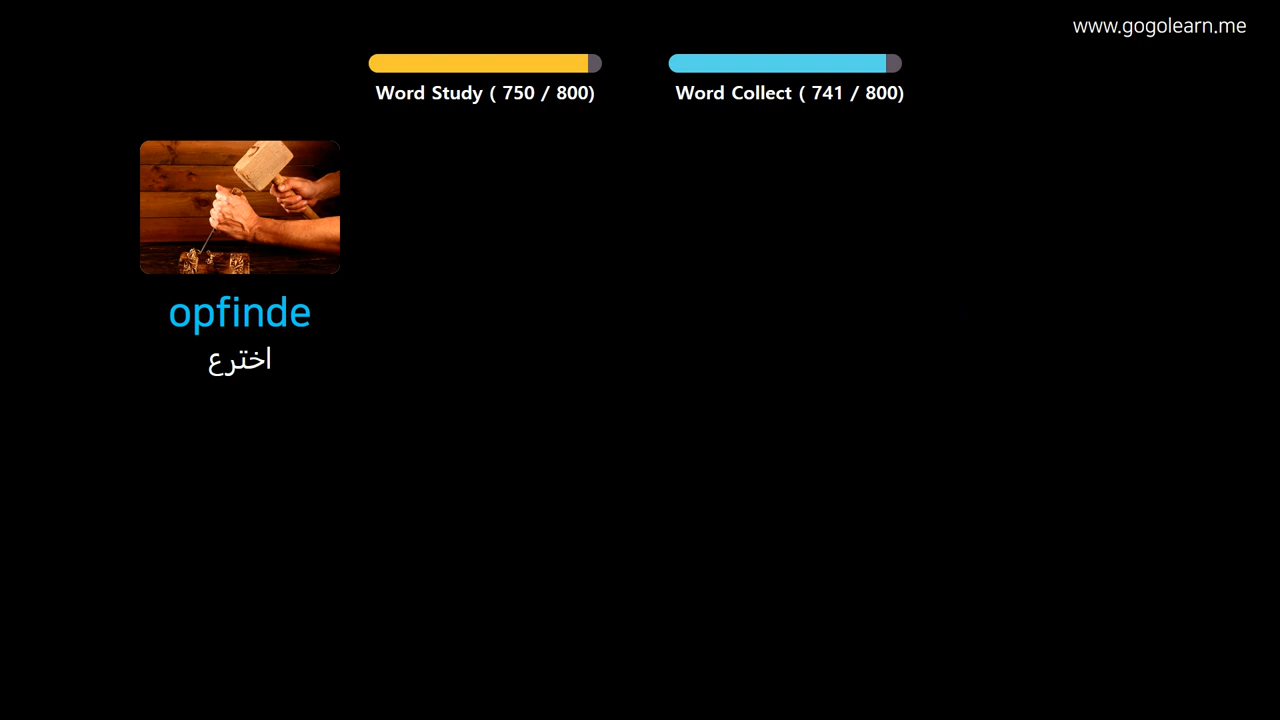 www.gogolearn.me
Word Study ( 750 / 800)
Word Collect ( 741 / 800)
opfinde
اخترع